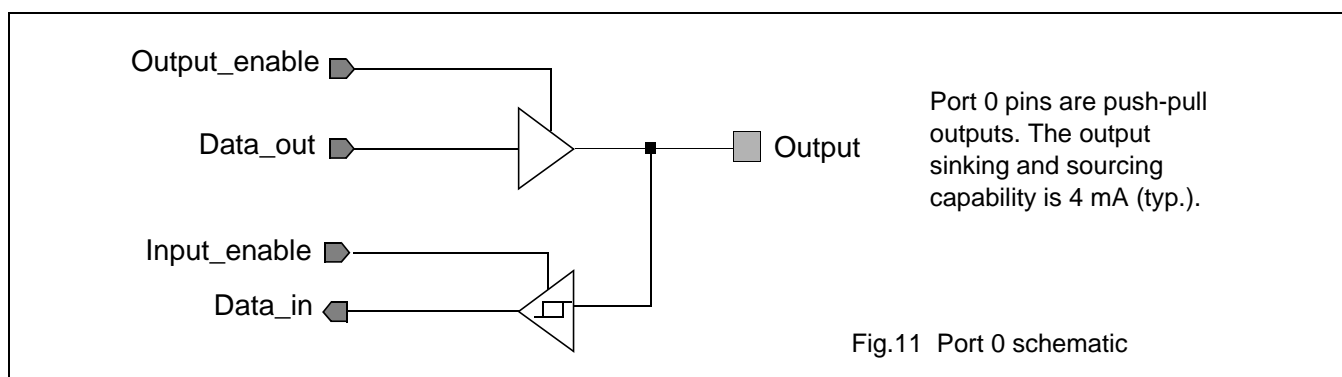 Output_enable
Data_out
Output
Port 0 pins are push-pull
outputs. The output
sinking and sourcing
capability is 4 mA (typ.).
Input_enable
Data_in
Fig.11 Port 0 schematic